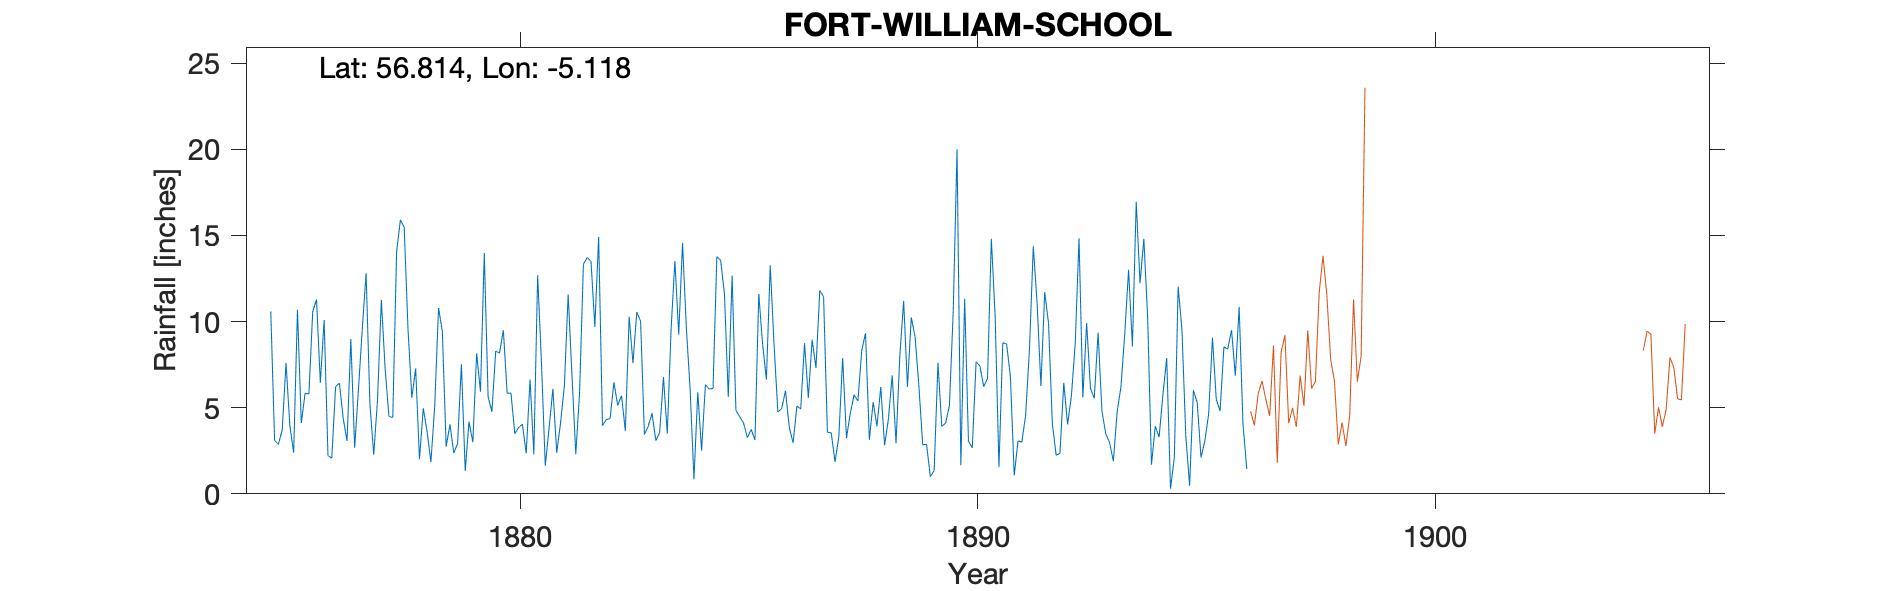 FORT-WILLIAM-SCHOOL
Lat: 56.814, Lon: -5.118
25
20
15
10
5
0
Rainfall [inches]
1880
1890
1900
Year